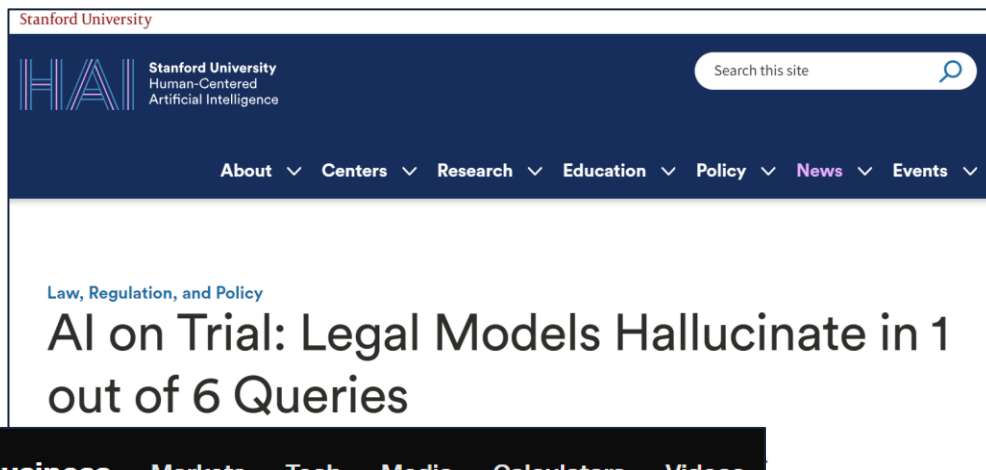 Stanford University
HAI
Stanford University
Human-Centered
Artificial Intelligence
Search this site
About Centers Research Education Policy News Events
Law, Regulation, and Policy
AI on Trial: Legal Models Hallucinate in 1
out of 6 Queries
Business Markets Tech Media Calculators Videos